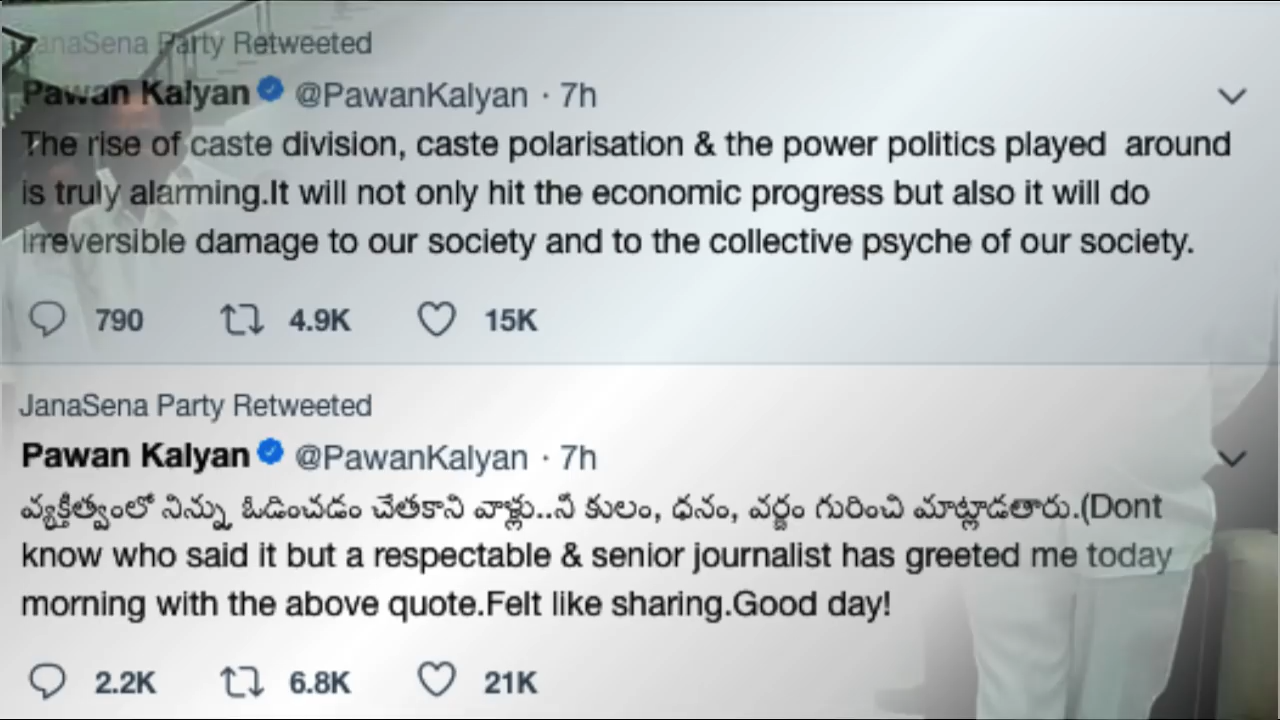 JanaSena Party Retweeted
Pawan Kalyan @PawanKalyan · 7h
The rise of caste division, caste polarisation & the power politics played around
is truly alarming.It will not only hit the economic progress but also it will do
irreversible damage to our society and to the collective psyche of our society.
790 4.9K 15K
JanaSena Party Retweeted
Pawan Kalyan @PawanKalyan · 7h
వ్యక్తిత్వంలో నిన్ను ఓడించడం చేతకాని వాళ్లు..నీ కులం, ధనం, వర్ణం గురించి మాట్లాడతారు.(Dont
know who said it but a respectable & senior journalist has greeted me today
morning with the above quote.Felt like sharing.Good day!
2.2K 6.8K 21K